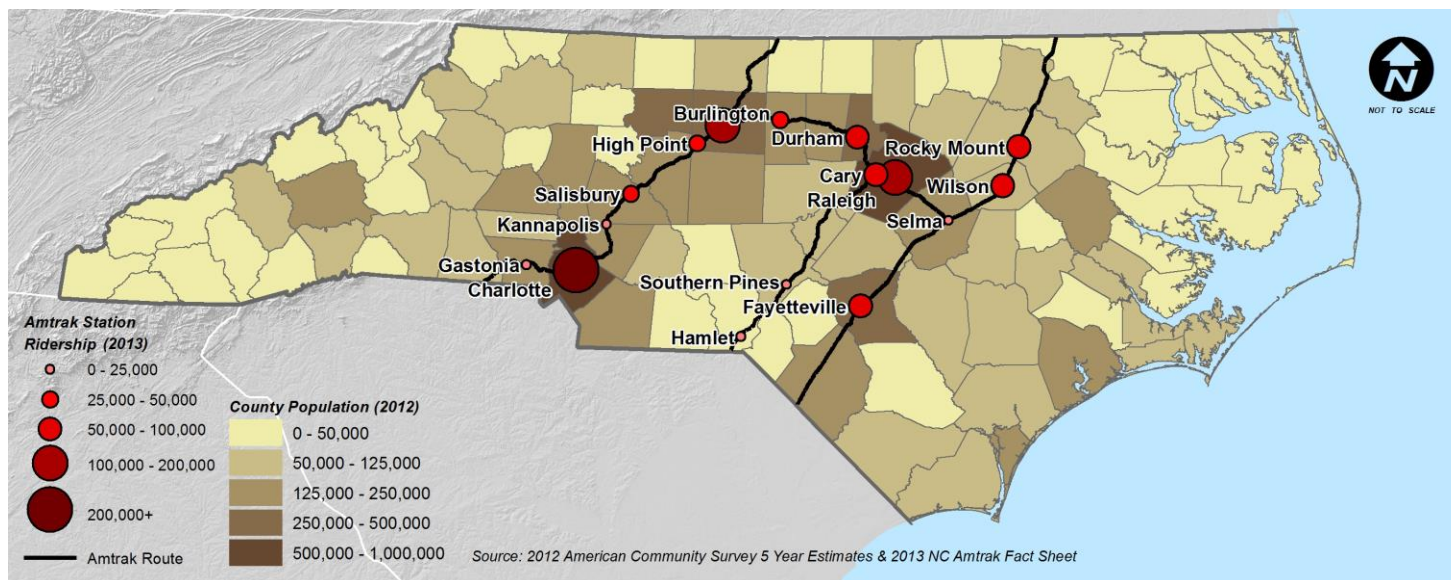 N
NOT TO SCALE
Burlington
Durham
High Point
Rocky Mount
Cary
Wilson
Raleigh
Salisbury
Selma
Kannapolis
Gastonia
Charlotte
Southern Pines
Fayetteville
Hamlet
Amtrak Station
Ridership (2013)
0 - 25,000
25,000 - 50,000
50,000 - 100,000
100,000 - 200,000
200,000+
Amtrak Route
County Population (2012)
0 - 50,000
50,000 - 125,000
125,000 - 250,000
250,000 - 500,000
500,000 - 1,000,000
Source: 2012 American Community Survey 5 Year Estimates & 2013 NC Amtrak Fact Sheet